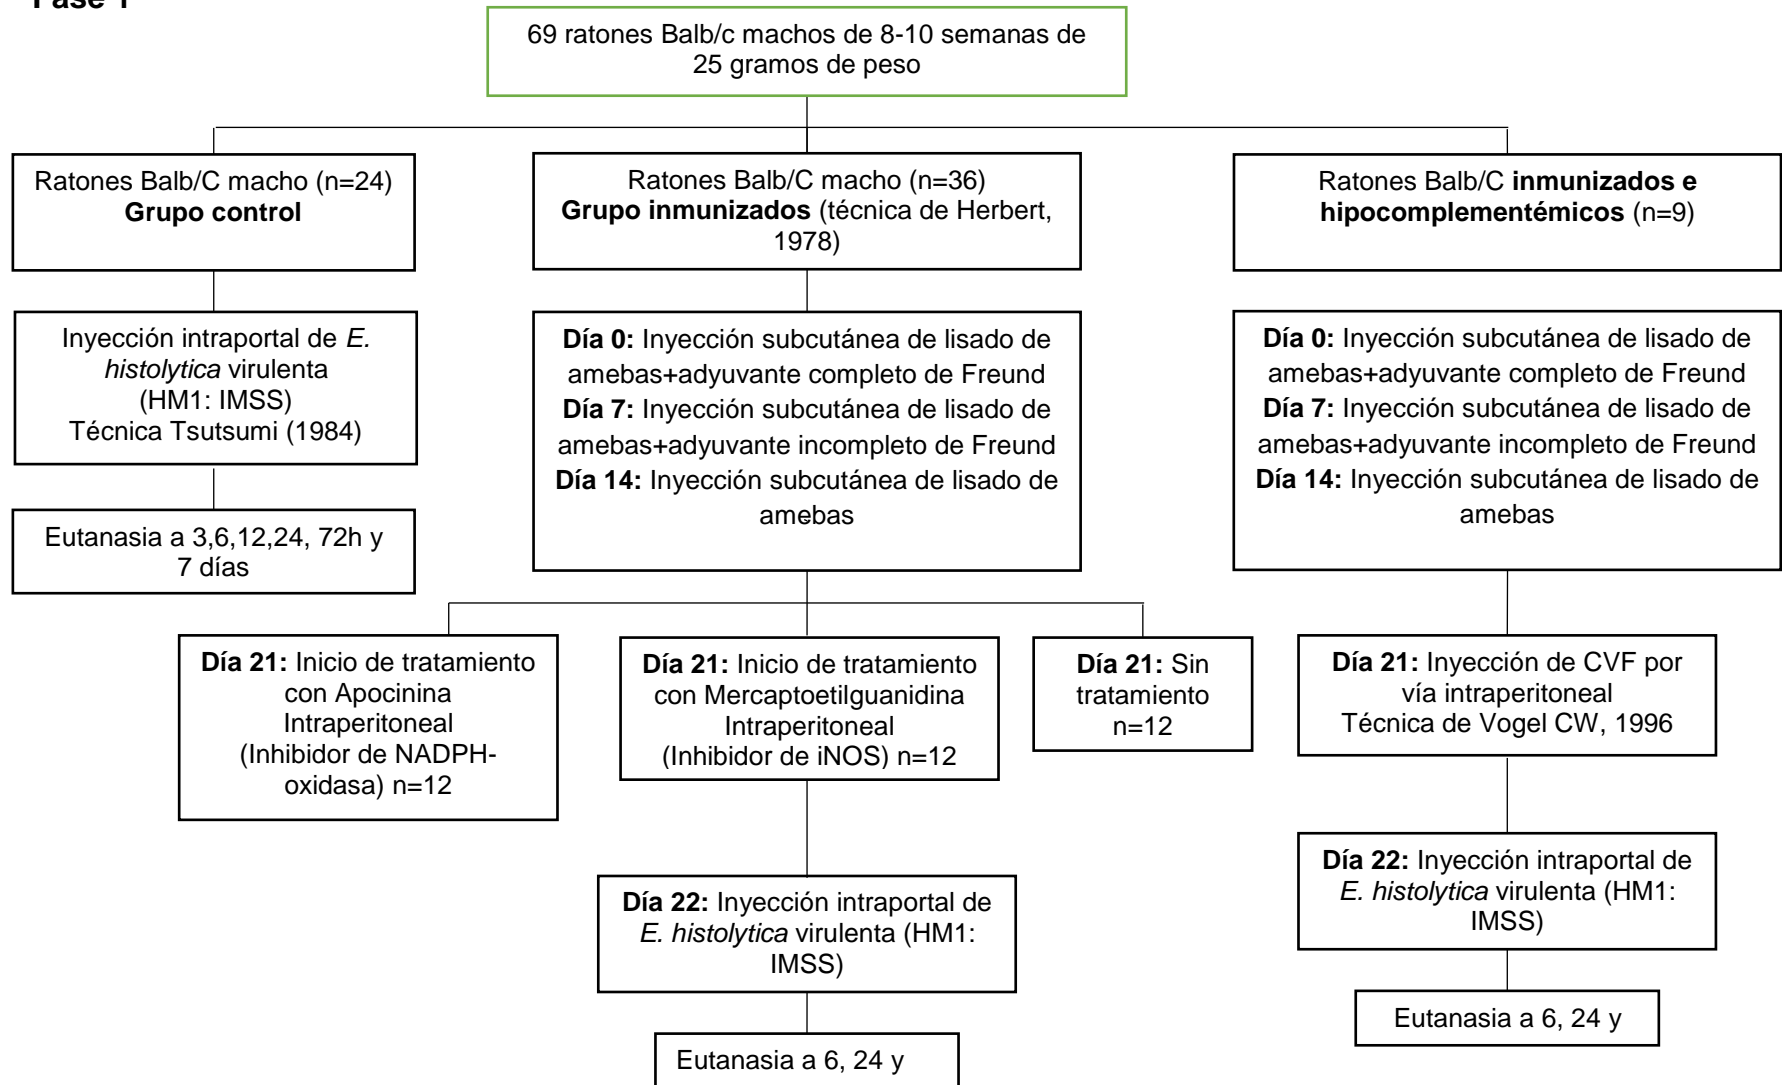 Fase 1
69 ratones Balb/c machos de 8-10 semanas de
25 gramos de peso
Ratones Balb/C macho (n=24)
Grupo control
Ratones Balb/C macho (n=36)
Grupo inmunizados (técnica de Herbert,
1978)
Ratones Balb/C inmunizados e
hipocomplementémicos (n=9)
Inyección intraportal de E.
histolytica virulenta
(HM1: IMSS)
Técnica Tsutsumi (1984)
Día 0: Inyección subcutánea de lisado de
amebas+adyuvante completo de Freund
Día 7: Inyección subcutánea de lisado de
amebas+adyuvante incompleto de Freund
Día 14: Inyección subcutánea de lisado de
amebas
Día 0: Inyección subcutánea de lisado de
amebas+adyuvante completo de Freund
Día 7: Inyección subcutánea de lisado de
amebas+adyuvante incompleto de Freund
Día 14: Inyección subcutánea de lisado de
amebas
Eutanasia a 3,6,12,24, 72h y
7 días
Día 21: Inicio de tratamiento
con Apocinina
Intraperitoneal
(Inhibidor de NADPH-
oxidasa) n=12
Día 21: Inicio de tratamiento
con Mercaptoetilguanidina
Intraperitoneal
(Inhibidor de iNOS) n=12
Día 21: Sin
tratamiento
n=12
Día 21: Inyección de CVF por
vía intraperitoneal
Técnica de Vogel CW, 1996
Día 22: Inyección intraportal de
E. histolytica virulenta (HM1:
IMSS)
Día 22: Inyección intraportal de
E. histolytica virulenta (HM1:
IMSS)
Eutanasia a 6, 24 y
Eutanasia a 6, 24 y